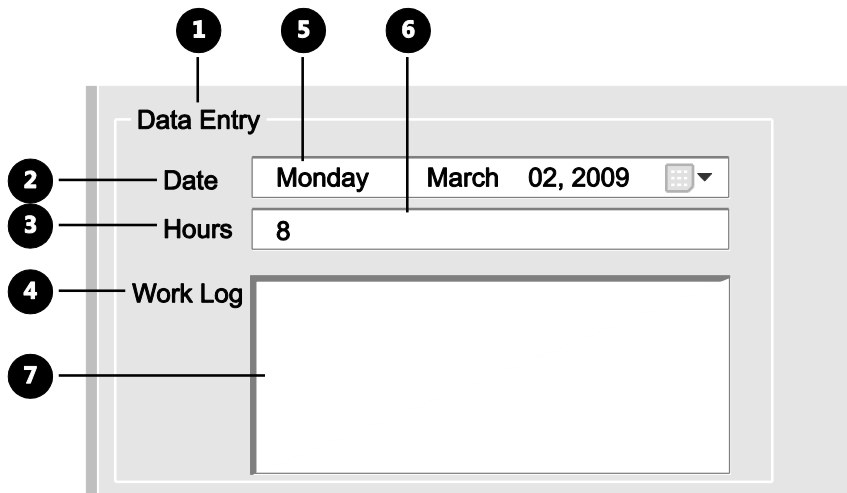 1 5 6
Data Entry
2 Date Monday March 02, 2009
3 Hours 8
4 Work Log
7